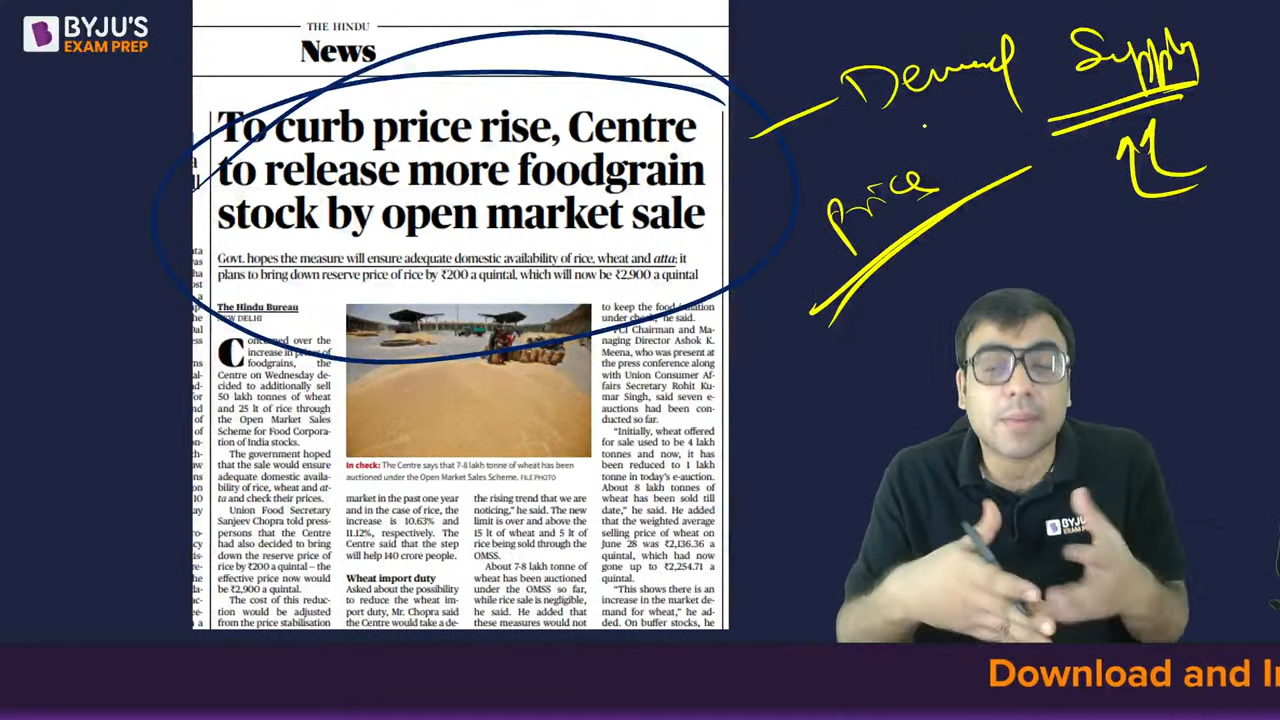 BYJU'S
EXAM PREP
THE HINDU
News
To curb price rise, Centre
to release more foodgrain
stock by open market sale
Govt. hopes the measure will ensure adequate domestic availability of rice, wheat and atta; it
plans to bring down reserve price of rice by ₹200 a quintal, which will now be ₹2,900 a quintal
The Hindu Bureau
NEW DELHI
Concerned over the
increase in prices of
foodgrains, the
Centre on Wednesday de-
cided to additionally sell
50 lakh tonnes of wheat
and 25 lt of rice through
the Open Market Sales
Scheme for Food Corpora-
tion of India stocks.
The government hoped
that the sale would ensure
adequate domestic availa-
bility of rice, wheat and at-
ta and check their prices.
Union Food Secretary
Sanjeev Chopra told press-
persons that the Centre
had also decided to bring
down the reserve price of
rice by ₹200 a quintal – the
effective price now would
be ₹2,900 a quintal.
The cost of this reduc-
tion would be adjusted
from the price stabilisation
In check: The Centre says that 7-8 lakh tonne of wheat has been
auctioned under the Open Market Sales Scheme. FILE PHOTO
market in the past one year
and in the case of rice, the
increase is 10.63% and
11.12%, respectively. The
Centre said that the step
will help 140 crore people.
Wheat import duty
Asked about the possibility
to reduce the wheat im-
port duty, Mr. Chopra said
the Centre would take a de-
the rising trend that we are
noticing," he said. The new
limit is over and above the
15 lt of wheat and 5 lt of
rice being sold through the
OMSS.
About 7-8 lakh tonne of
wheat has been auctioned
under the OMSS so far,
while rice sale is negligible,
he said. He added that
these measures would not
to keep the food inflation
under check," he said.
FCI Chairman and Ma-
naging Director Ashok K.
Meena, who was present at
the press conference along
with Union Consumer Af-
fairs Secretary Rohit Ku-
mar Singh, said seven e-
auctions had been con-
ducted so far.
"Initially, wheat offered
for sale used to be 4 lakh
tonnes and now, it has
been reduced to 1 lakh
tonne in today's e-auction.
About 8 lakh tonnes of
wheat has been sold till
date," he said. He added
that the weighted average
selling price of wheat on
June 28 was ₹2,136.36 a
quintal, which had now
gone up to ₹2,254.71 a
quintal.
"This shows there is an
increase in the market de-
mand for wheat," he ad-
ded. On buffer stocks, he
Demand
Supply
Price
BYJU'S
Download and